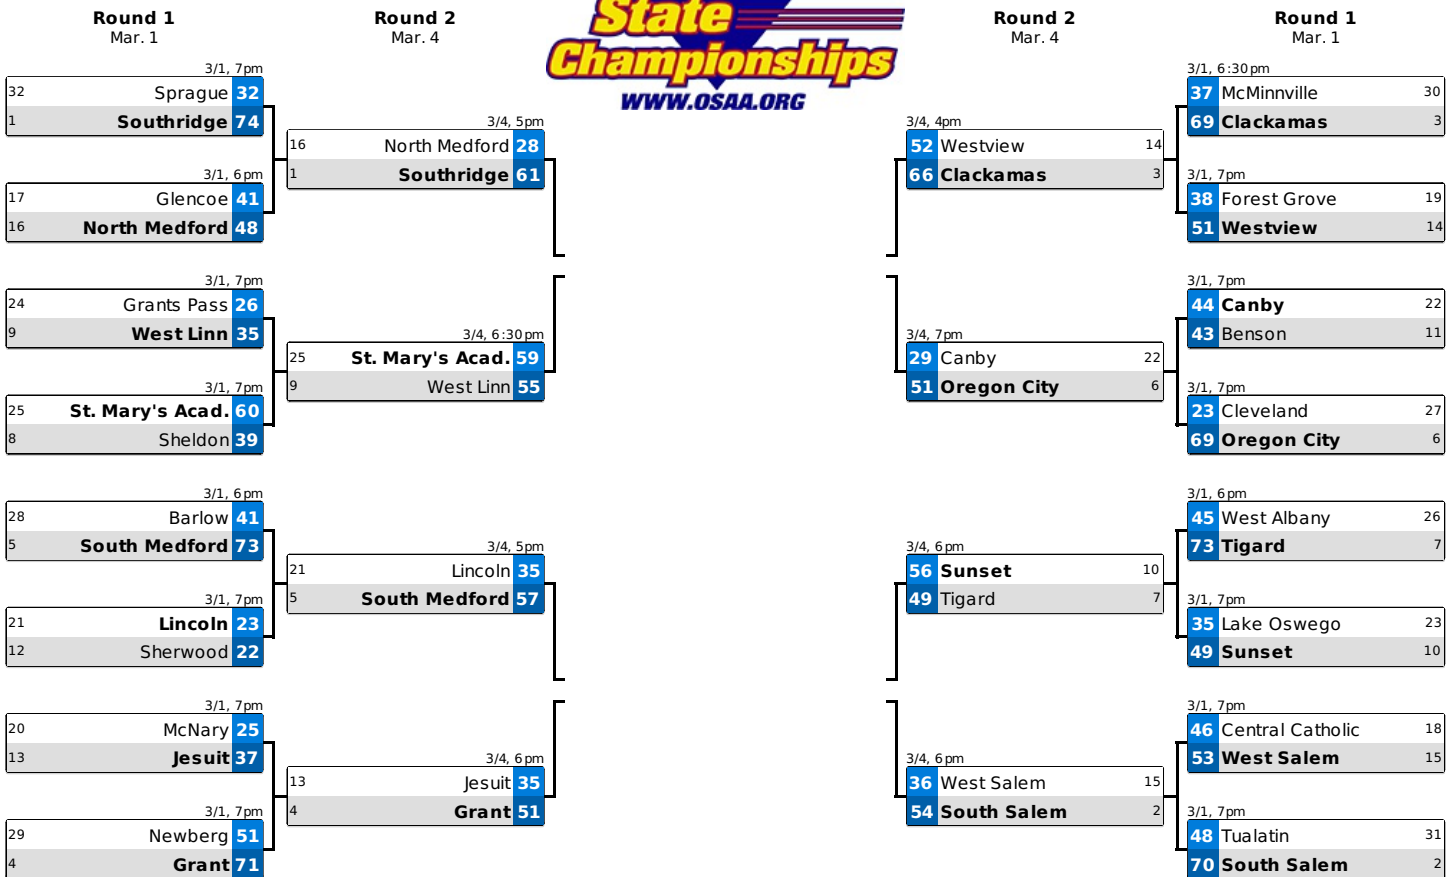 Round 1
Mar. 1
Round 2
Mar. 4
State
Championships
WWW.OSAA.ORG
Round 2
Mar. 4
Round 1
Mar. 1
3/1, 7pm
32 Sprague 32
1 Southridge 74
3/1, 6pm
17 Glencoe 41
16 North Medford 48
3/1, 7pm
24 Grants Pass 26
9 West Linn 35
3/1, 7pm
25 St. Mary's Acad. 60
8 Sheldon 39
3/1, 6pm
28 Barlow 41
5 South Medford 73
3/1, 7pm
21 Lincoln 23
12 Sherwood 22
3/1, 7pm
20 McNary 25
13 Jesuit 37
3/1, 7pm
29 Newberg 51
4 Grant 71
3/4, 5pm
16 North Medford 28
1 Southridge 61
3/4, 6:30pm
25 St. Mary's Acad. 59
9 West Linn 55
3/4, 5pm
21 Lincoln 35
5 South Medford 57
3/4, 6pm
13 Jesuit 35
4 Grant 51
3/4, 4pm
52 Westview 14
66 Clackamas 3
3/4, 7pm
29 Canby 22
51 Oregon City 6
3/4, 6pm
56 Sunset 10
49 Tigard 7
3/4, 6pm
36 West Salem 15
54 South Salem 2
3/1, 6:30pm
37 McMinnville 30
69 Clackamas 3
3/1, 7pm
38 Forest Grove 19
51 Westview 14
3/1, 7pm
44 Canby 22
43 Benson 11
3/1, 7pm
23 Cleveland 27
69 Oregon City 6
3/1, 6pm
45 West Albany 26
73 Tigard 7
3/1, 7pm
35 Lake Oswego 23
49 Sunset 10
3/1, 7pm
46 Central Catholic 18
53 West Salem 15
3/1, 7pm
48 Tualatin 31
70 South Salem 2